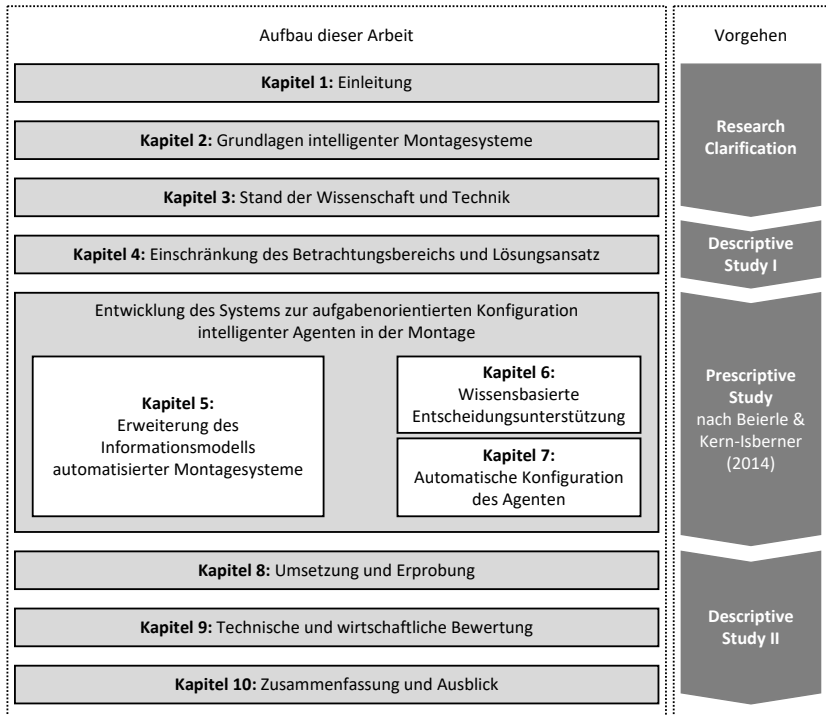 Aufbau dieser Arbeit
Kapitel 1: Einleitung
Kapitel 2: Grundlagen intelligenter Montagesysteme
Kapitel 3: Stand der Wissenschaft und Technik
Kapitel 4: Einschränkung des Betrachtungsbereichs und Lösungsansatz
Entwicklung des Systems zur aufgabenorientierten Konfiguration
intelligenter Agenten in der Montage
Kapitel 5:
Erweiterung des
Informationsmodells
automatisierter Montagesysteme
Kapitel 6:
Wissensbasierte
Entscheidungsunterstützung
Kapitel 7:
Automatische Konfiguration
des Agenten
Kapitel 8: Umsetzung und Erprobung
Kapitel 9: Technische und wirtschaftliche Bewertung
Kapitel 10: Zusammenfassung und Ausblick
Vorgehen
Research
Clarification
Descriptive
Study I
Prescriptive
Study
nach Beierle &
Kern-Isberner
(2014)
Descriptive
Study II